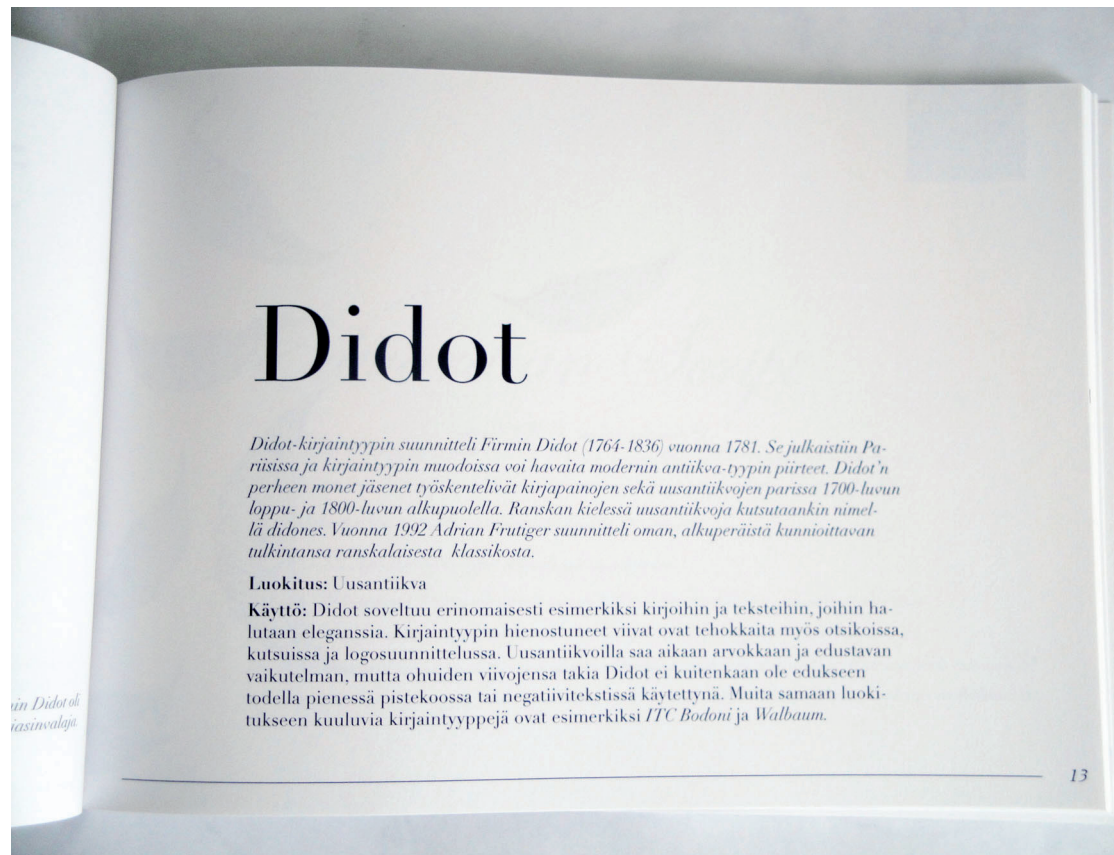 Didot
Didot-kirjaintyypin suunnitteli Firmin Didot (1764-1836) vuonna 1781. Se julkaistiin Pa-
riisissa ja kirjaintyypin muodoissa voi havaita modernin antiikva-tyypin piirteet. Didot'n
perheen monet jäsenet työskentelivät kirjapainojen sekä uusantiikvojen parissa 1700-luvun
loppu- ja 1800-luvun alkupuolella. Ranskan kielessä uusantiikvoja kutsutaankin nimel-
lä didones. Vuonna 1992 Adrian Frutiger suunnitteli oman, alkuperäistä kunnioittavan
tulkintansa ranskalaisesta klassikosta.
Luokitus: Uusantiikva
Käyttö: Didot soveltuu erinomaisesti esimerkiksi kirjoihin ja teksteihin, joihin ha-
lutaan eleganssia. Kirjaintyypin hienostuneet viivat ovat tehokkaita myös otsikoissa,
kutsuissa ja logosuunnittelussa. Uusantiikvoilla saa aikaan arvokkaan ja edustavan
vaikutelman, mutta ohuiden viivojensa takia Didot ei kuitenkaan ole edukseen
todella pienessä pistekoossa tai negatiivitekstissä käytettynä. Muita samaan luoki-
tukseen kuuluvia kirjaintyyppejä ovat esimerkiksi ITC Bodoni ja Walbaum.
13
Didot oli